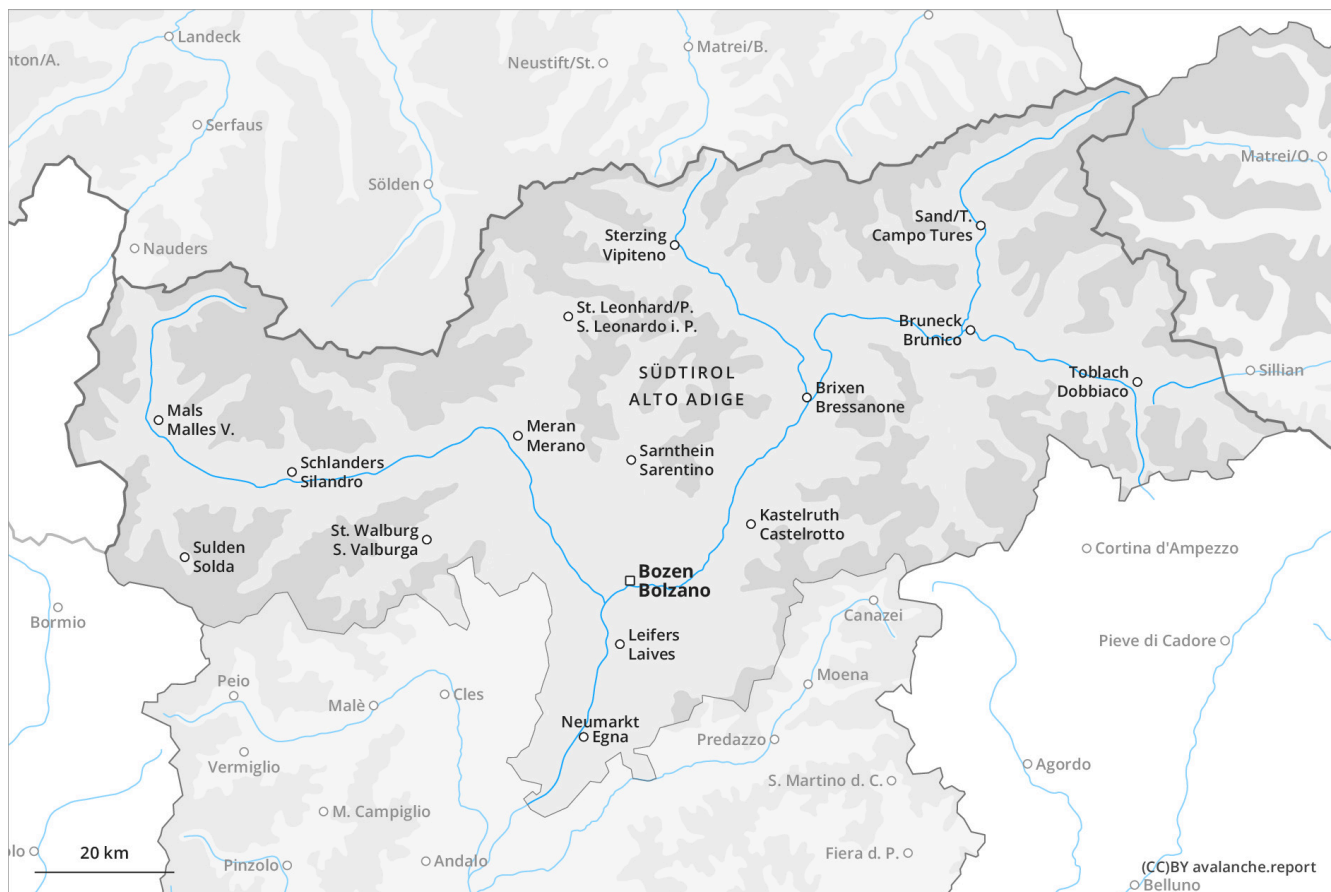 Landeck
nton/A.
Matrei/B.
Neustift/St.
Serfaus
Matrei/O.
Sölden
Sand/T.
Campo Tures
Sterzing
Vipiteno
Nauders
St. Leonhard/P.
S. Leonardo i. P.
Bruneck
Brunico
SÜDTIROL
ALTO ADIGE
Toblach
Dobbiaco
Sillian
Brixen
Bressanone
Mals
Malles V.
Meran
Merano
Schlanders
Silandro
Sarnthein
Sarentino
Kastelruth
Castelrotto
St. Walburg
S. Valburga
Sulden
Solda
Cortina d'Ampezzo
Bozen
Bolzano
Bormio
Canazei
Leifers
Laives
Pieve di Cadore
Peio
Malè
Cles
Moena
Neumarkt
Egna
Predazzo
Vermiglio
Agordo
S. Martino d. C.
M. Campiglio
olo
20 km
Pinzolo
Andalo
Fiera d. P.
(CC)BY avalanche.report
Belluno